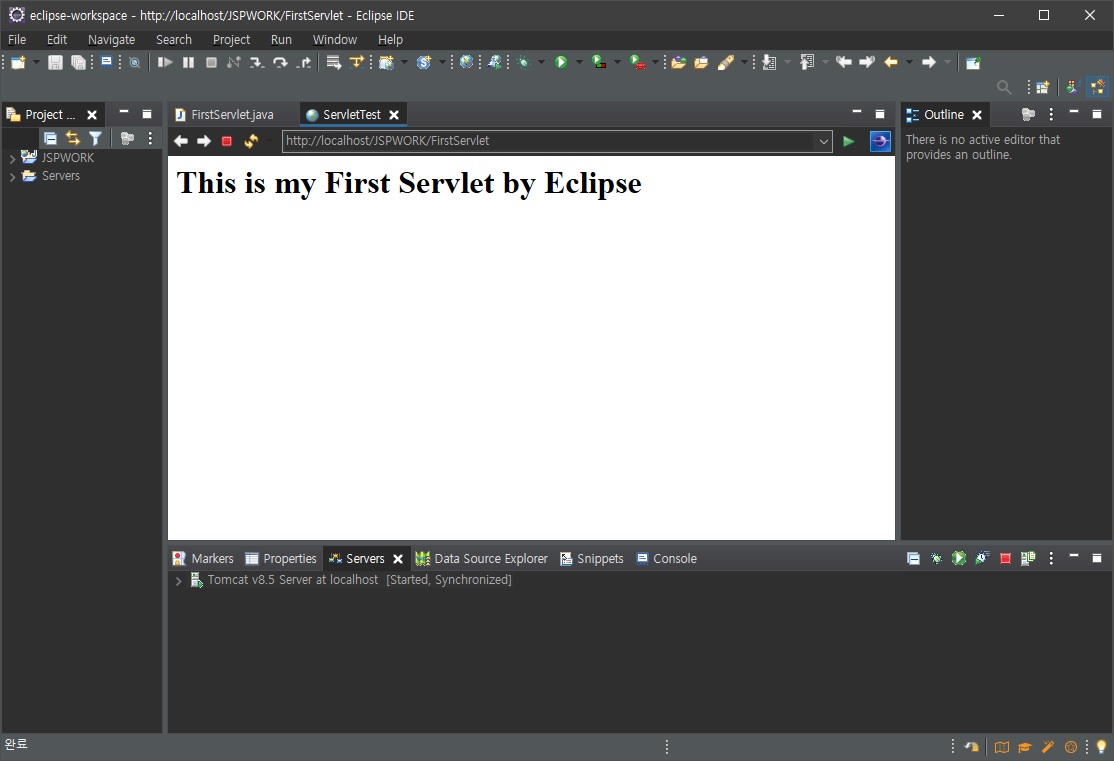 eclipse-workspace - http://localhost/JSPWORK/FirstServlet - Eclipse IDE
File Edit Navigate Search Project Run Window Help
Project ...
FirstServlet.java
ServletTest
Outline
http://localhost/JSPWORK/FirstServlet
There is no active editor that
provides an outline.
JSPWORK
Servers
This is my First Servlet by Eclipse
Markers Properties Servers Data Source Explorer Snippets Console
Tomcat v8.5 Server at localhost [Started, Synchronized]
완료